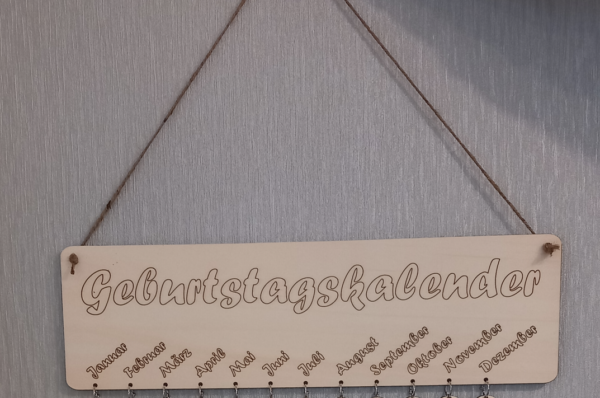 Geburtstagskalender
Januar
Februar
März
April
Mai
Juni
Juli
August
September
Oktober
November
Dezember